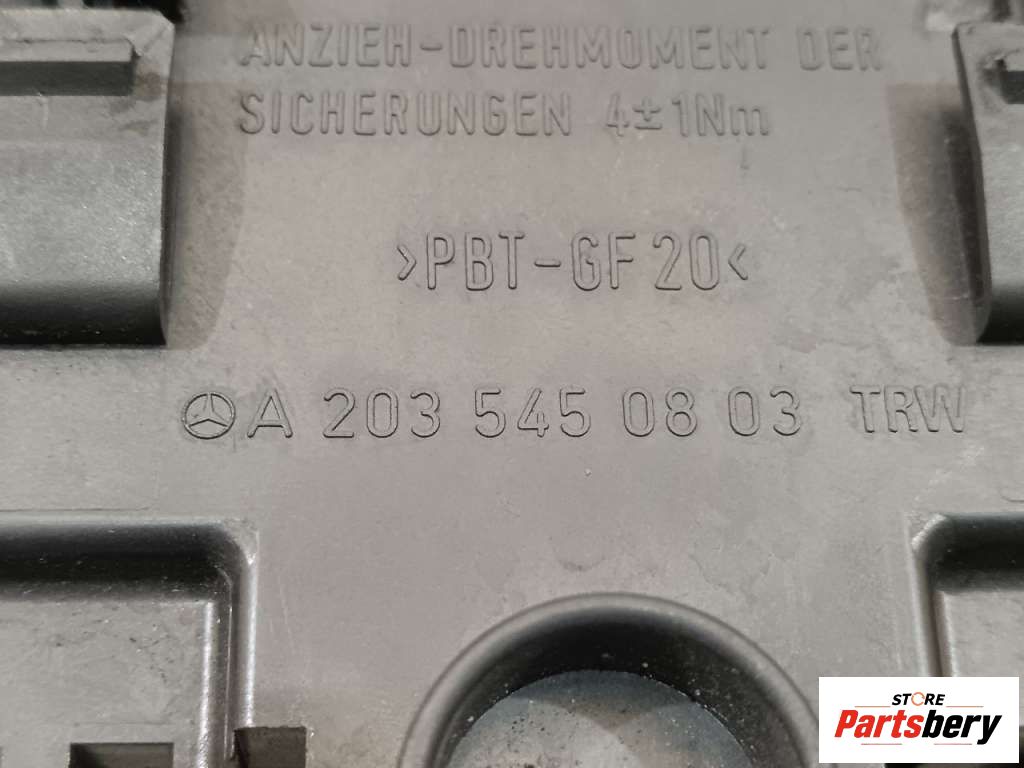 ANZIEH-DREHMOMENT DER
SICHERUNGEN 4±1Nm
>PBT-GF20<
A 203 545 08 03 TRW
STORE
Partsbery